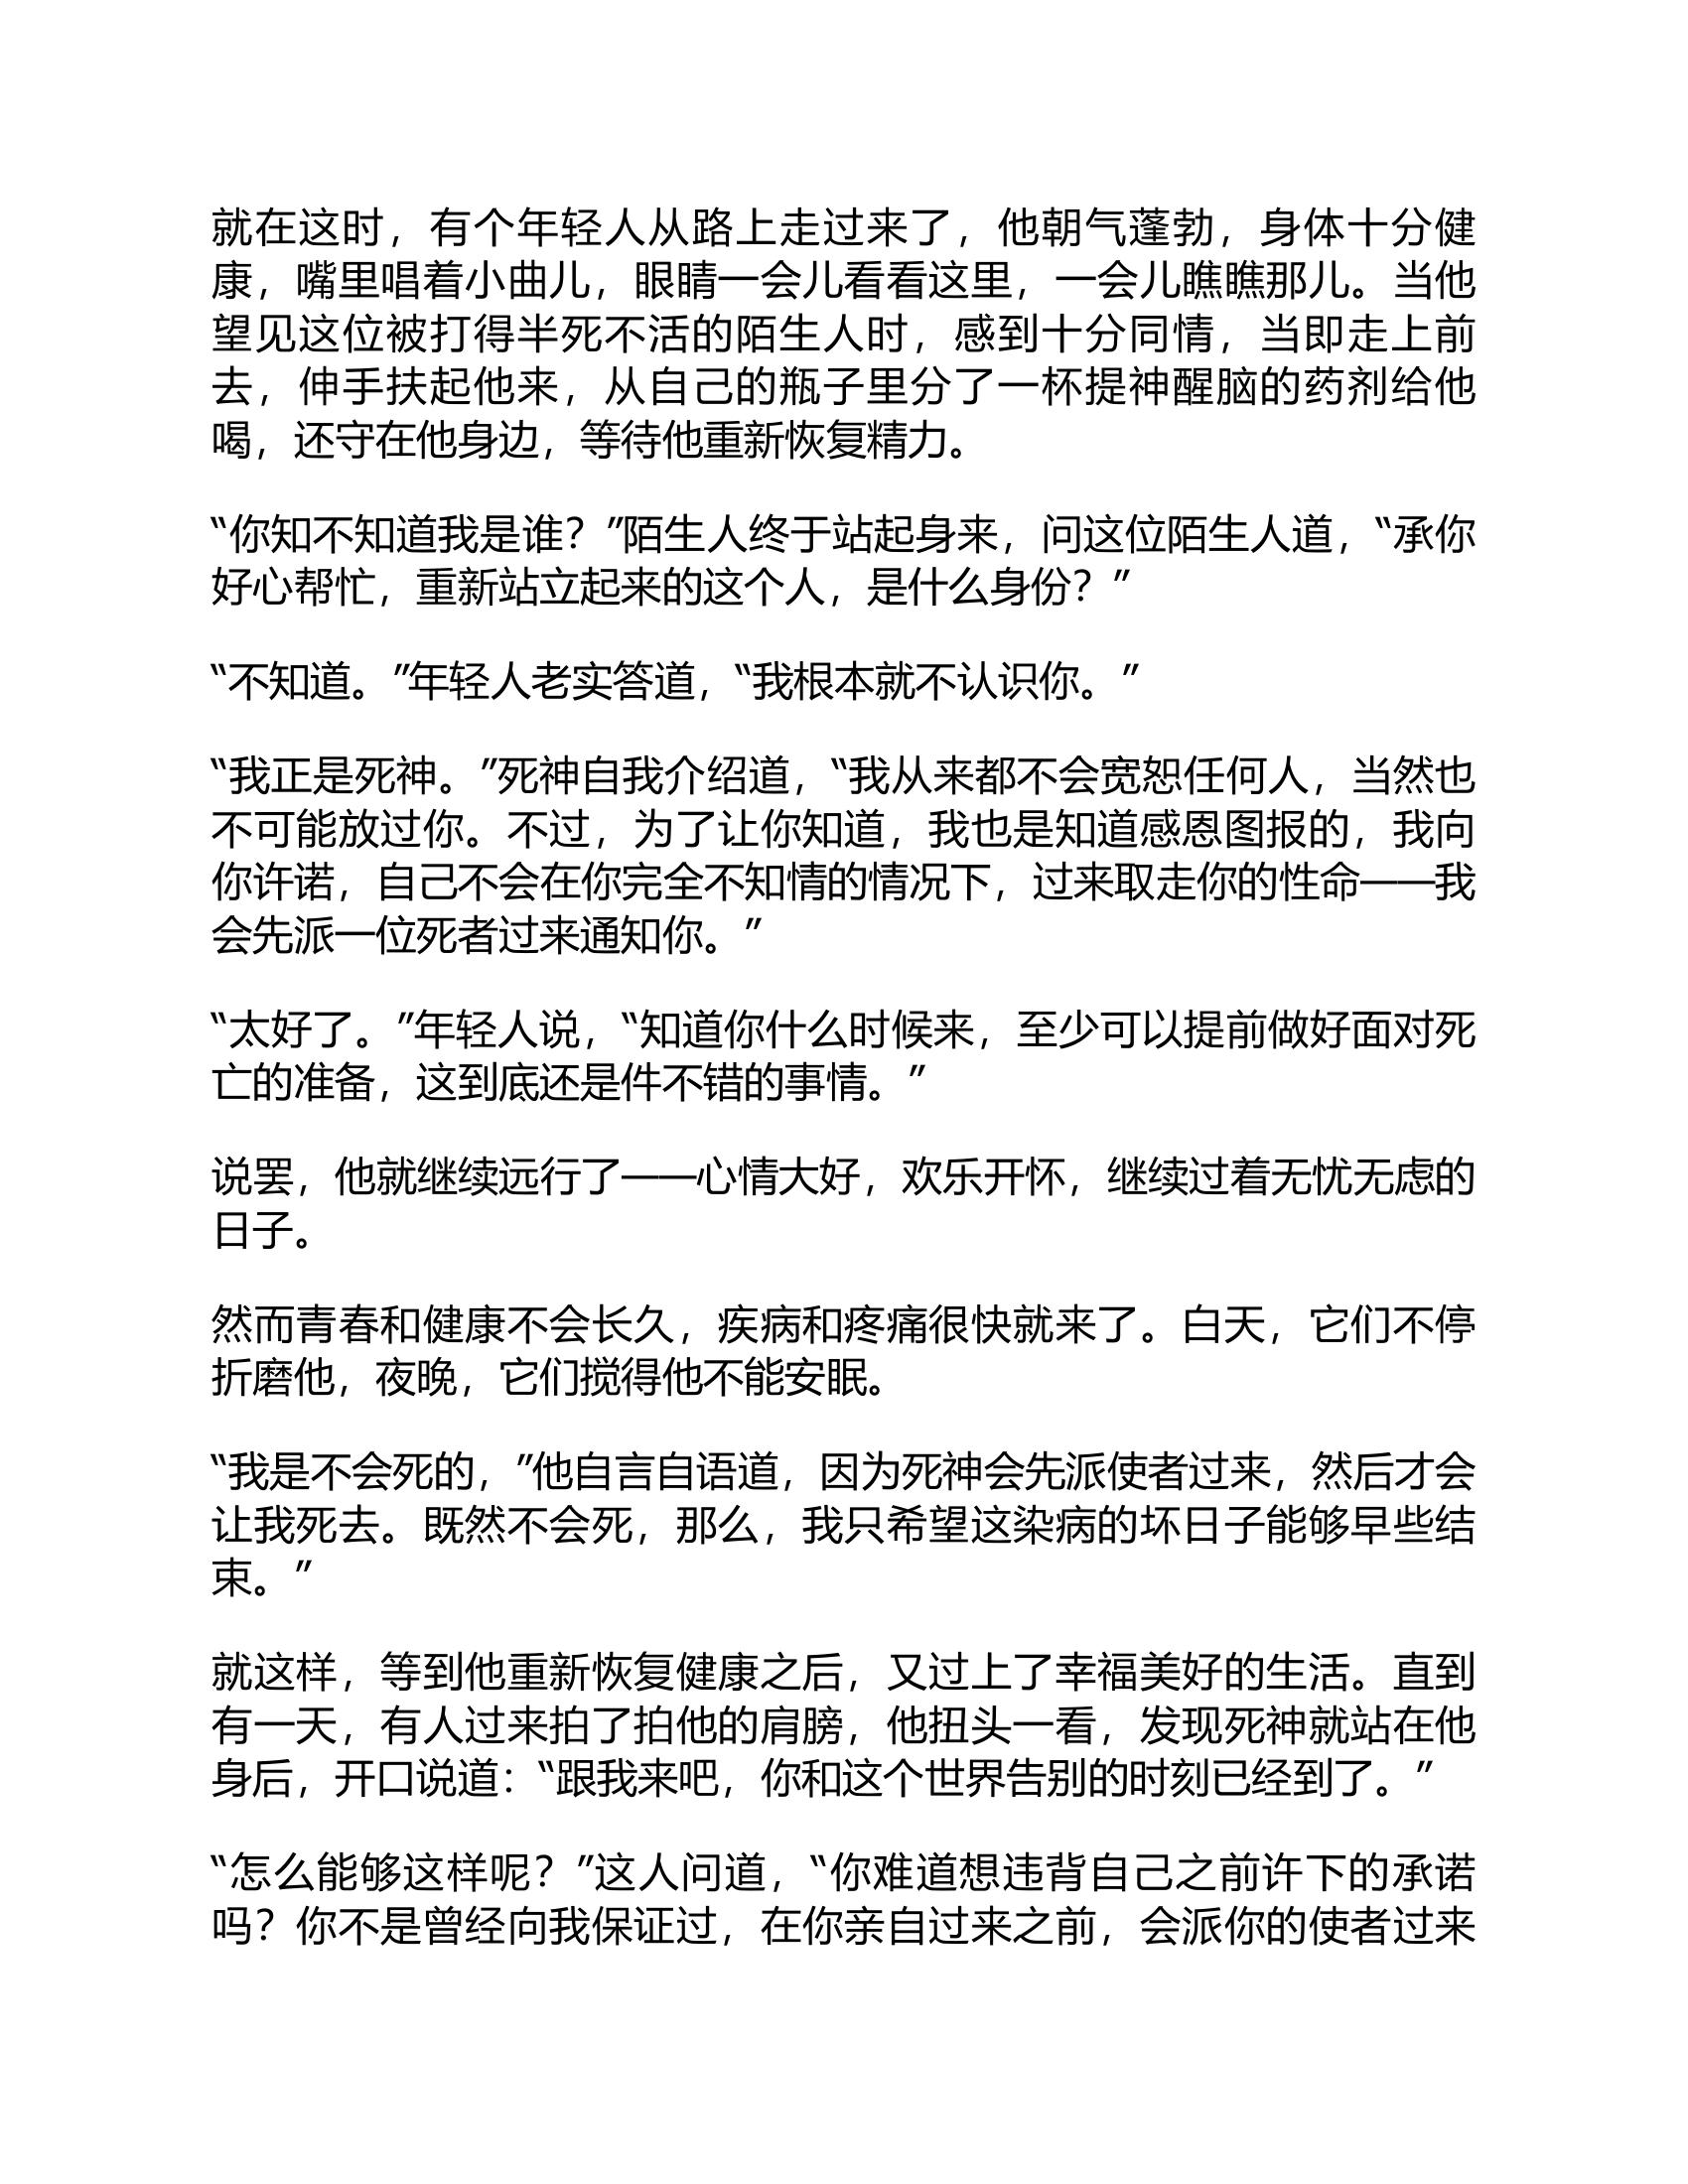 就在这时，有个年轻人从路上走过来了，他朝气蓬勃，身体十分健
康，嘴里唱着小曲儿，眼睛一会儿看看这里，一会儿瞧瞧那儿。当他
望见这位被打得半死不活的陌生人时，感到十分同情，当即走上前
去，伸手扶起他来，从自己的瓶子里分了一杯提神醒脑的药剂给他
喝，还守在他身边，等待他重新恢复精力。
“你知不知道我是谁？”陌生人终于站起身来，问这位陌生人道，“承你
好心帮忙，重新站立起来的这个人，是什么身份？”
“不知道。”年轻人老实答道，“我根本就不认识你。”
“我正是死神。”死神自我介绍道，“我从来都不会宽恕任何人，当然也
不可能放过你。不过，为了让你知道，我也是知道感恩图报的，我向
你许诺，自己不会在你完全不知情的情况下，过来取走你的性命——我
会先派一位死者过来通知你。”
“太好了。”年轻人说，“知道你什么时候来，至少可以提前做好面对死
亡的准备，这到底还是件不错的事情。”
说罢，他就继续远行了——心情大好，欢乐开怀，继续过着无忧无虑的
日子。
然而青春和健康不会长久，疾病和疼痛很快就来了。白天，它们不停
折磨他，夜晚，它们搅得他不能安眠。
“我是不会死的，”他自言自语道，因为死神会先派使者过来，然后才会
让我死去。既然不会死，那么，我只希望这染病的坏日子能够早些结
束。”
就这样，等到他重新恢复健康之后，又过上了幸福美好的生活。直到
有一天，有人过来拍了拍他的肩膀，他扭头一看，发现死神就站在他
身后，开口说道：“跟我来吧，你和这个世界告别的时刻已经到了。”
“怎么能够这样呢？”这人问道，“你难道想违背自己之前许下的承诺
吗？你不是曾经向我保证过，在你亲自过来之前，会派你的使者过来